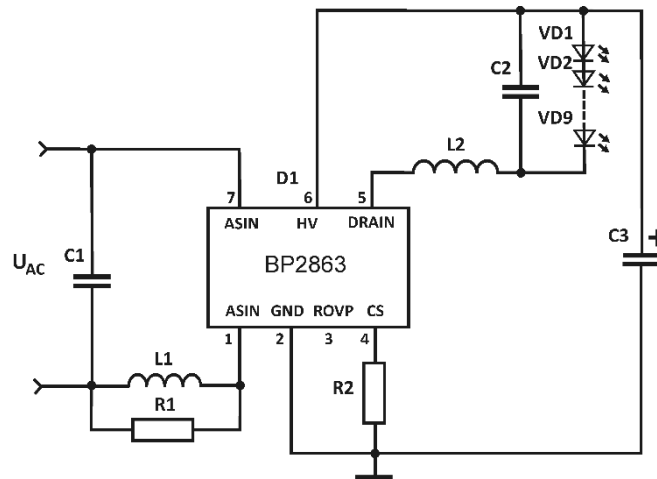 VD1
VD2
C2
VD9
L2
D1
7
6
5
ASIN
HV
DRAIN
C3
+
C1
U_AC
BP2863
ASIN
GND
ROVP
CS
1
2
3
4
L1
R2
R1